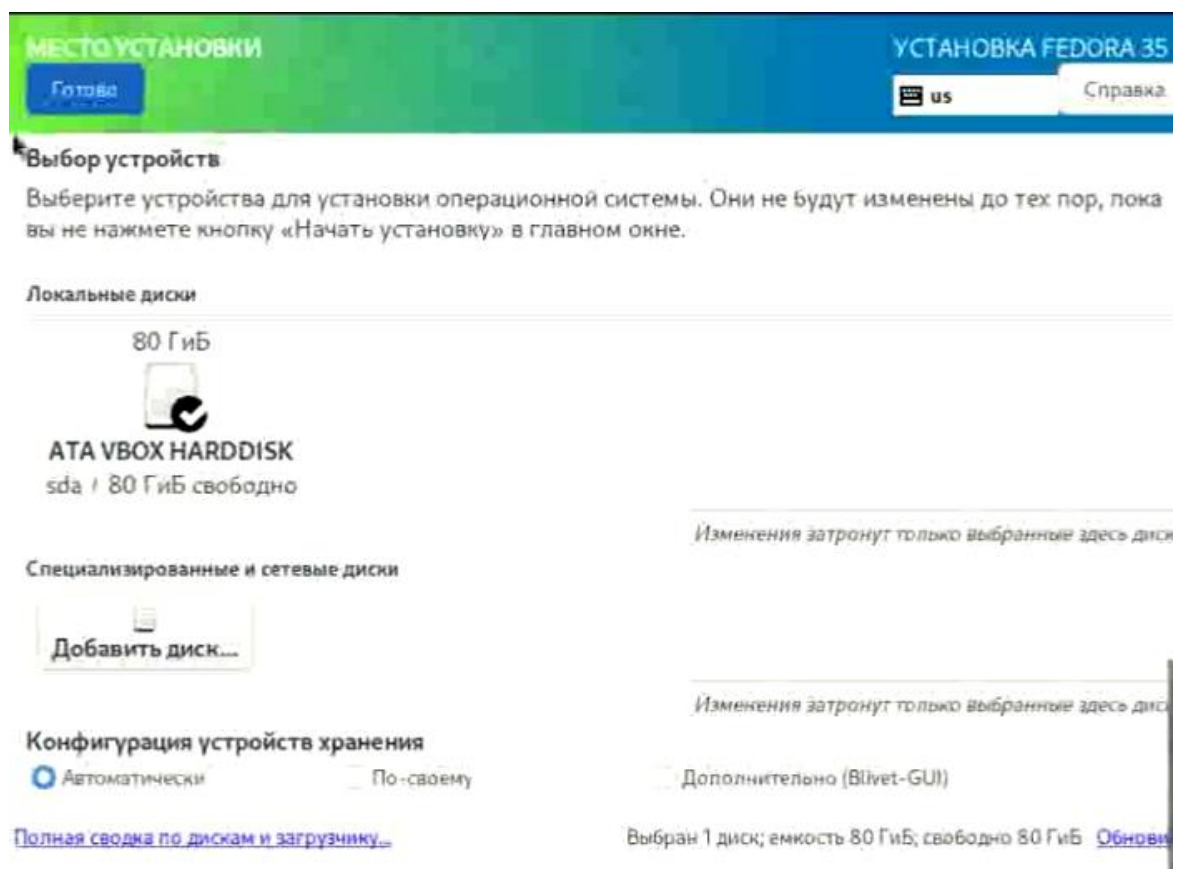 МЕСТО УСТАНОВКИ
УСТАНОВКА FEDORA 35
Готово
us
Справка
Выбор устройств
Выберите устройства для установки операционной системы. Они не будут изменены до тех пор, пока
вы не нажмете кнопку «Начать установку» в главном окне.
Локальные диски
80 ГиБ
ATA VBOX HARDDISK
sda / 80 ГиБ свободно
Изменения затронут только выбранные здесь диск
Специализированные и сетевые диски
Добавить диск...
Изменения затронут только выбранные здесь диск
Конфигурация устройств хранения
Автоматически
По-своему
Дополнительно (Blivet-GUI)
Полная сводка по дискам и загрузчику...
Выбран 1 диск; емкость 80 ГиБ; свободно 80 ГиБ Обнови